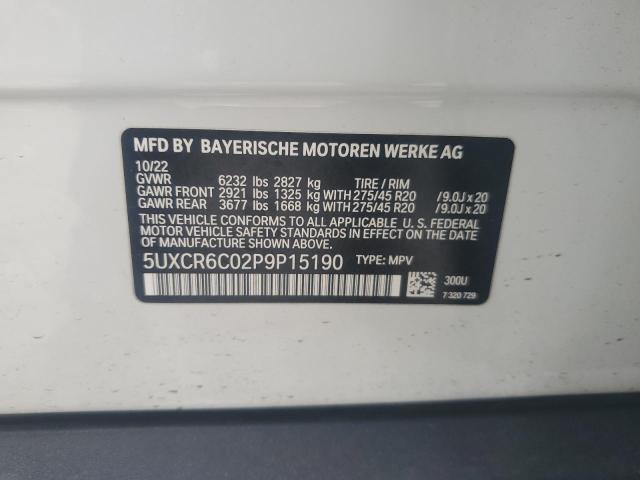 MFD BY BAYERISCHE MOTOREN WERKE AG
10/22
GVWR 6232 lbs 2827 kg TIRE / RIM
GAWR FRONT 2921 lbs 1325 kg WITH 275/45 R20 /9.0J x 20
GAWR REAR 3677 lbs 1668 kg WITH 275/45 R20 /9.0J x 20
THIS VEHICLE CONFORMS TO ALL APPLICABLE U. S. FEDERAL
MOTOR VEHICLE SAFETY STANDARDS IN EFFECT ON THE
DATE OF MANUFACTURE SHOWN ABOVE.
5UXCR6C02P9P15190 TYPE: MPV
300U
7 320 729